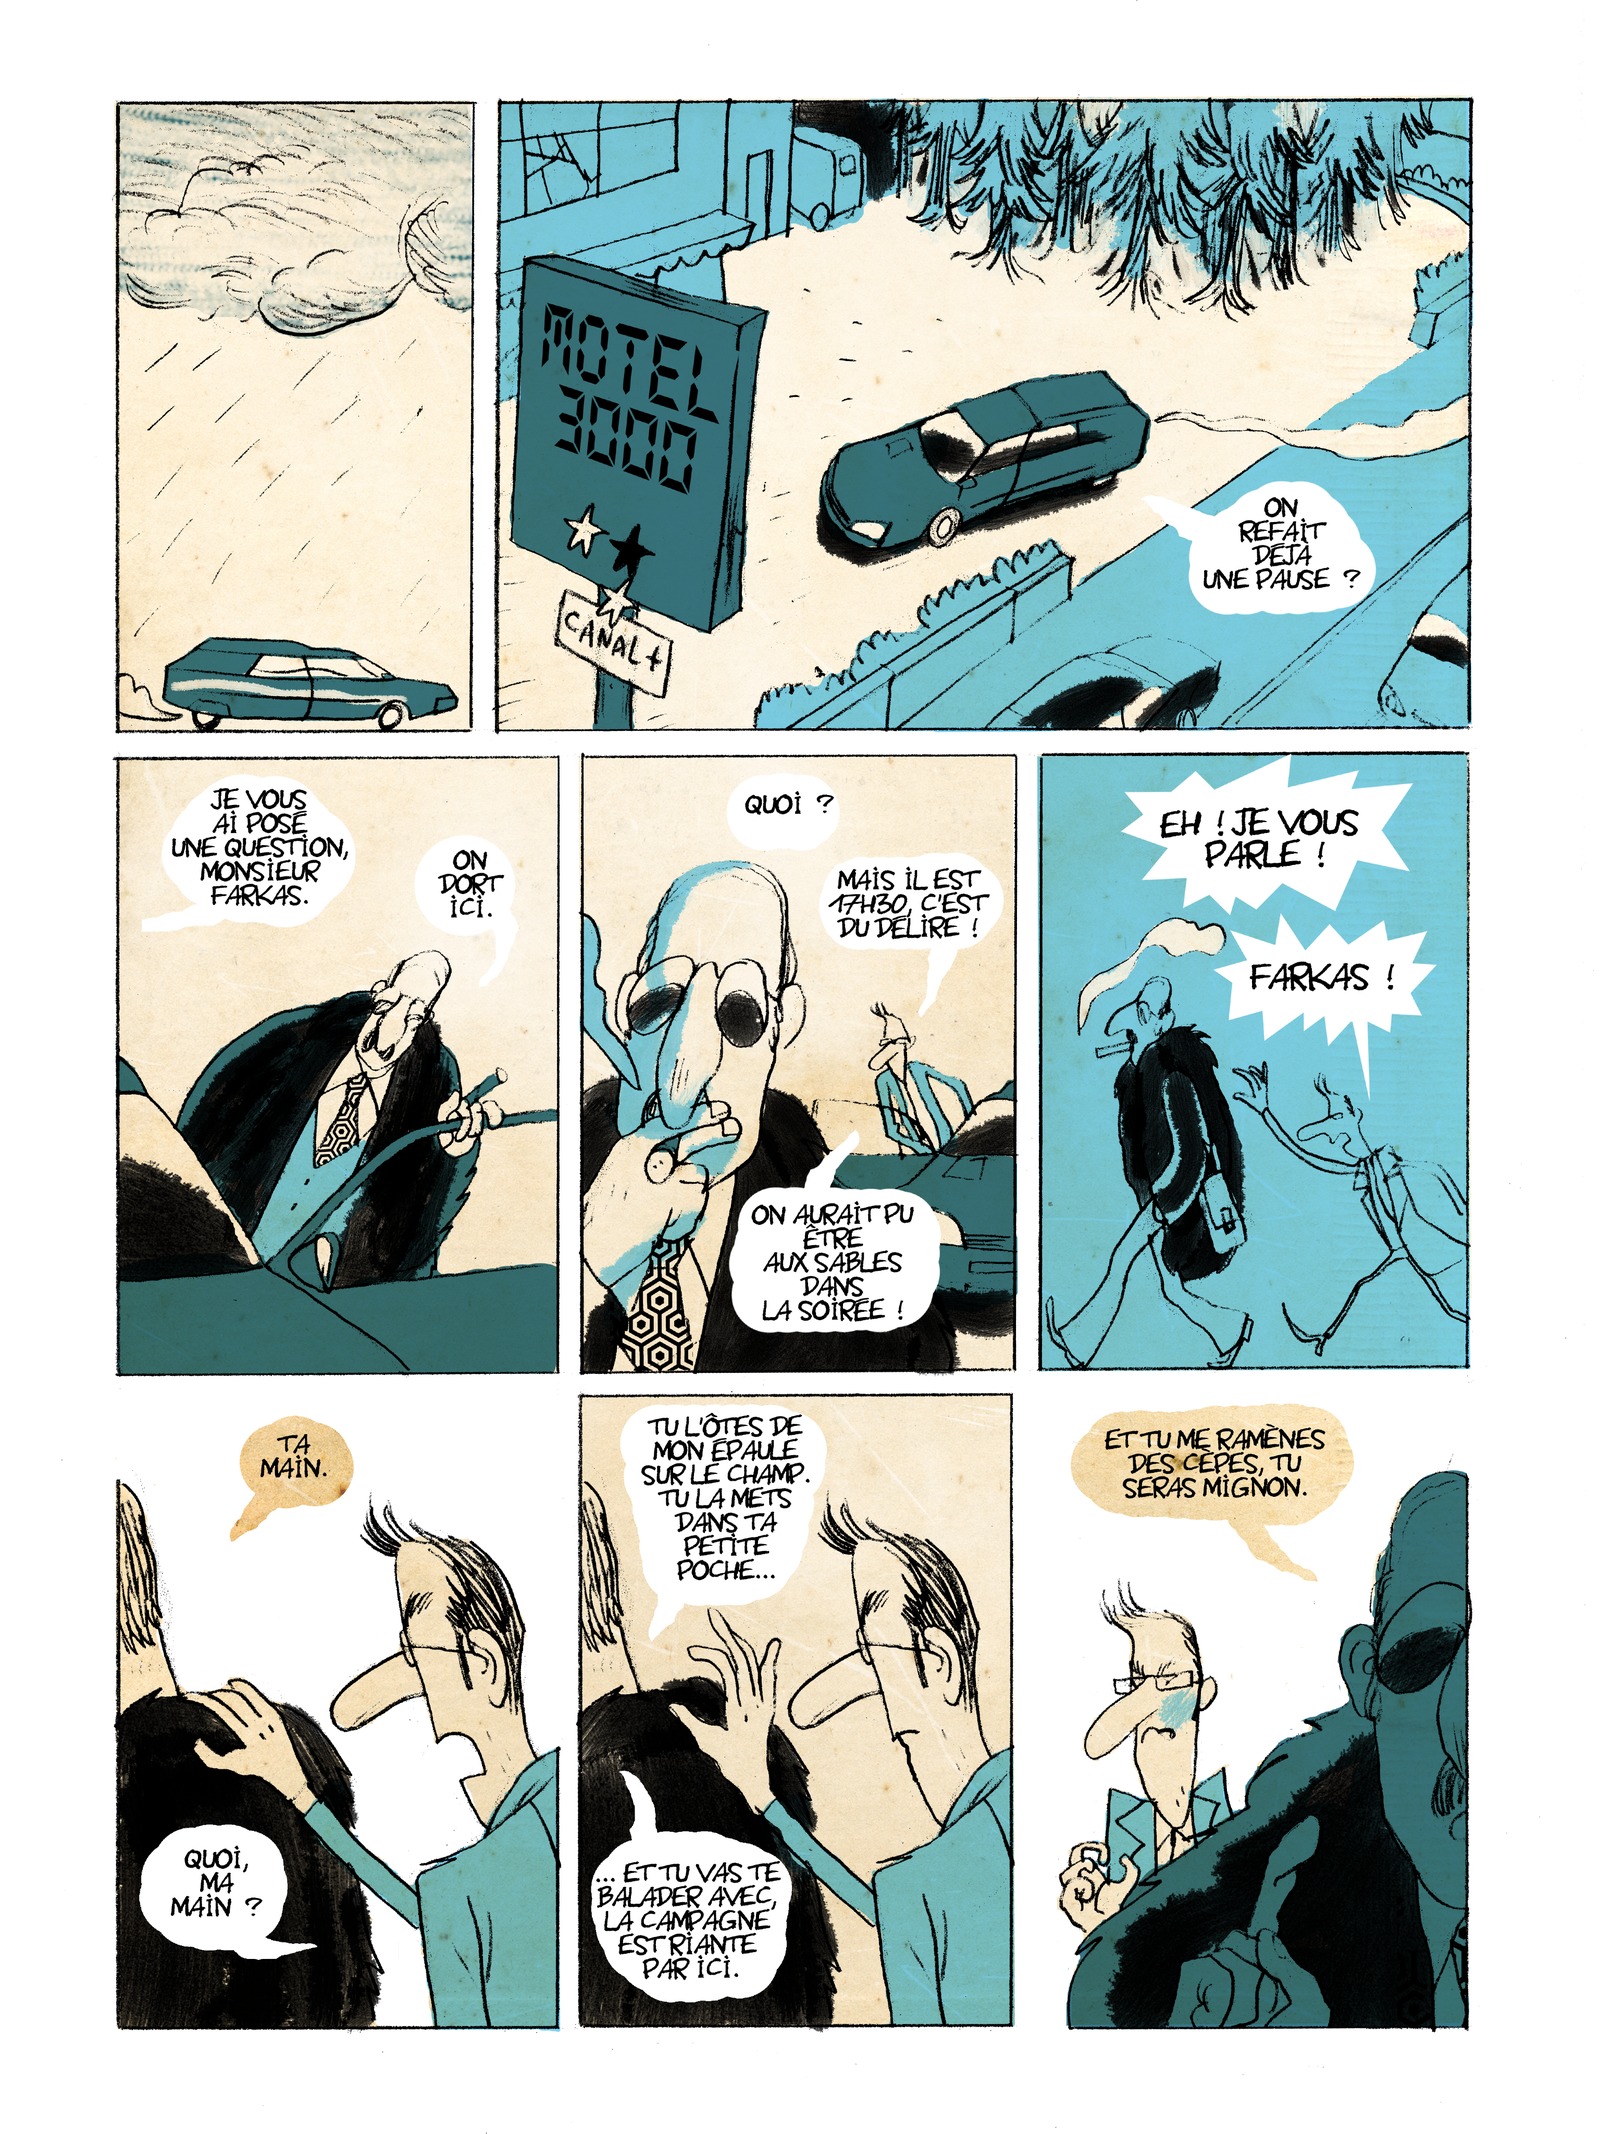 MOTEL
3000
CANAL+
ON
REFAIT
DÉJÀ
UNE PAUSE ?
JE VOUS
AI POSÉ
UNE QUESTION,
MONSIEUR
FARKAS.
ON
DORT
ICI.
QUOI ?
MAIS IL EST
17H30, C'EST
DU DÉLIRE !
ON AURAIT PU
ÊTRE
AUX SABLES
DANS
LA SOIRÉE !
EH ! JE VOUS
PARLE !
FARKAS !
TA
MAIN.
QUOI,
MA
MAIN ?
TU L'ÔTES DE
MON ÉPAULE
SUR LE CHAMP.
TU LA METS
DANS TA
PETITE
POCHE...
... ET TU VAS TE
BALADER AVEC,
LA CAMPAGNE
EST RIANTE
PAR ICI.
ET TU ME RAMÈNES
DES CÈPES, TU
SERAS MIGNON.